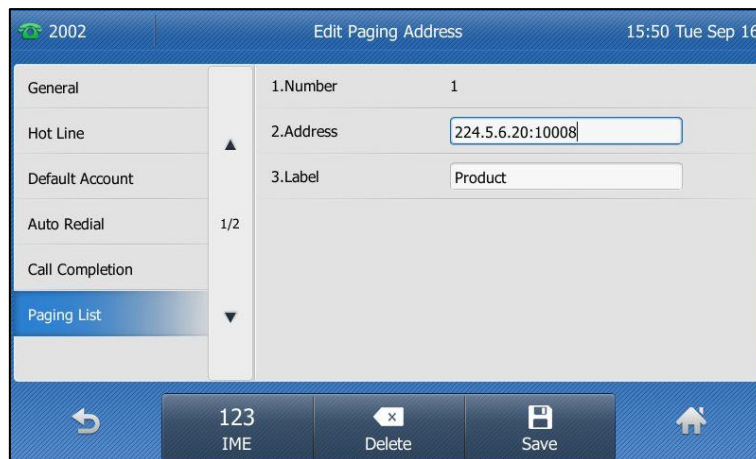 2002 Edit Paging Address 15:50 Tue Sep 16
General
Hot Line
Default Account
Auto Redial
Call Completion
Paging List
1/2
1.Number 1
2.Address 224.5.6.20:10008
3.Label Product
123
IME
Delete
Save